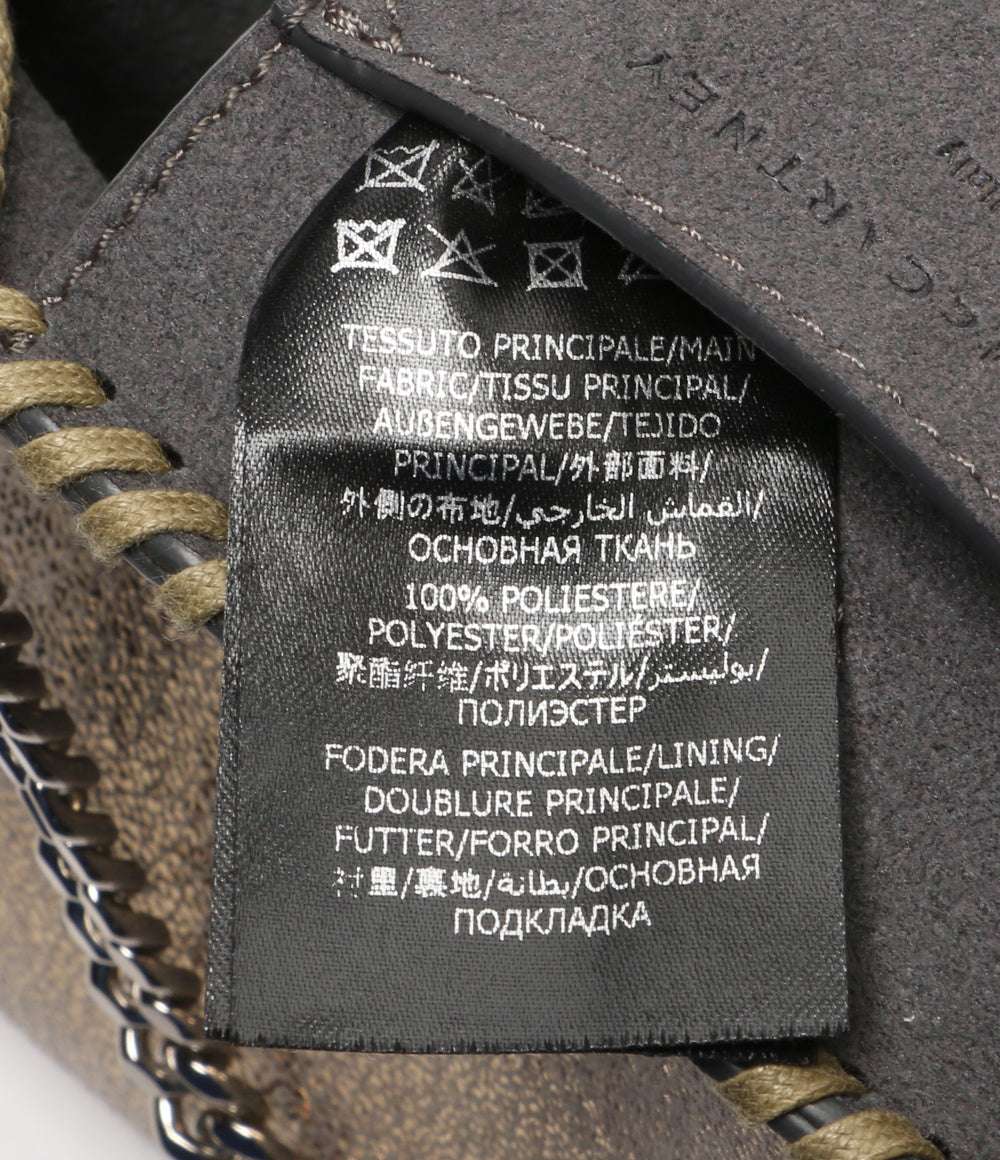 TESSUTO PRINCIPALE/MAIN
FABRIC/TISSU PRINCIPAL/
AUßENGEWEBE/TEJIDO
PRINCIPAL/外部面料/
外側の布地/القماش الخارجي/
ОСНОВНАЯ ТКАНЬ
100% POLIESTERE/
POLYESTER/POLIÉSTER/
聚酯纤维/ポリエステル/بوليستر/
ПОЛИЭСТЕР
FODERA PRINCIPALE/LINING/
DOUBLURE PRINCIPALE/
FUTTER/FORRO PRINCIPAL/
衬里/裏地/بطانة/ОСНОВНАЯ
ПОДКЛАДКА
CARTNEY